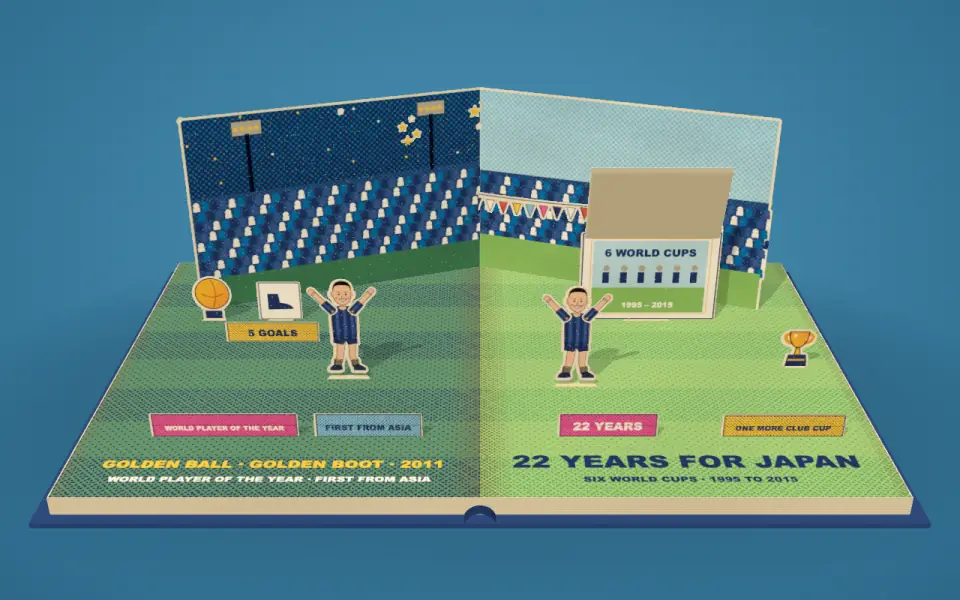 5 GOALS
WORLD PLAYER OF THE YEAR
FIRST FROM ASIA
GOLDEN BALL · GOLDEN BOOT · 2011
WORLD PLAYER OF THE YEAR · FIRST FROM ASIA
6 WORLD CUPS
1995 – 2015
22 YEARS
ONE MORE CLUB CUP
22 YEARS FOR JAPAN
SIX WORLD CUPS · 1995 TO 2015